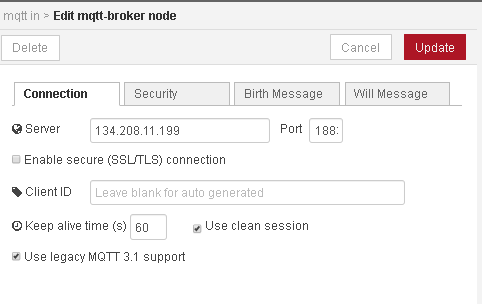 mqtt in > Edit mqtt-broker node
Delete Cancel Update
Connection Security Birth Message Will Message
Server 134.208.11.199 Port
Enable secure (SSL/TLS) connection
Client ID Leave blank for auto generated
Keep alive time (s) 60 Use clean session
Use legacy MQTT 3.1 support